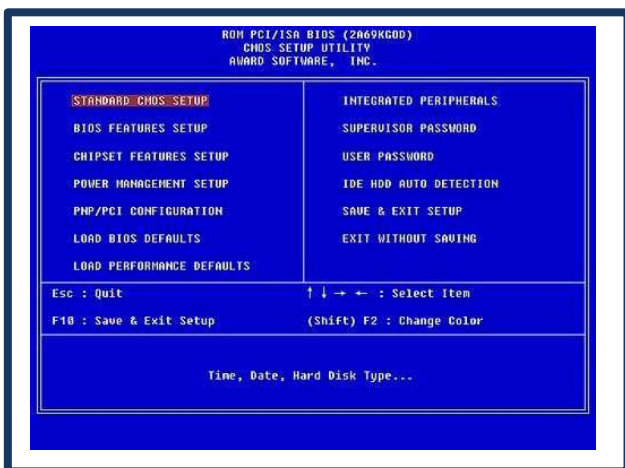 ROM PCI/ISA BIOS (2A69KGOD)
CMOS SETUP UTILITY
AWARD SOFTWARE, INC.
STANDARD CMOS SETUP
BIOS FEATURES SETUP
CHIPSET FEATURES SETUP
POWER MANAGEMENT SETUP
PNP/PCI CONFIGURATION
LOAD BIOS DEFAULTS
LOAD PERFORMANCE DEFAULTS
INTEGRATED PERIPHERALS
SUPERVISOR PASSWORD
USER PASSWORD
IDE HDD AUTO DETECTION
SAVE & EXIT SETUP
EXIT WITHOUT SAVING
Esc : Quit
F10 : Save & Exit Setup
↑ ↓ → ← : Select Item
(Shift) F2 : Change Color
Time, Date, Hard Disk Type...